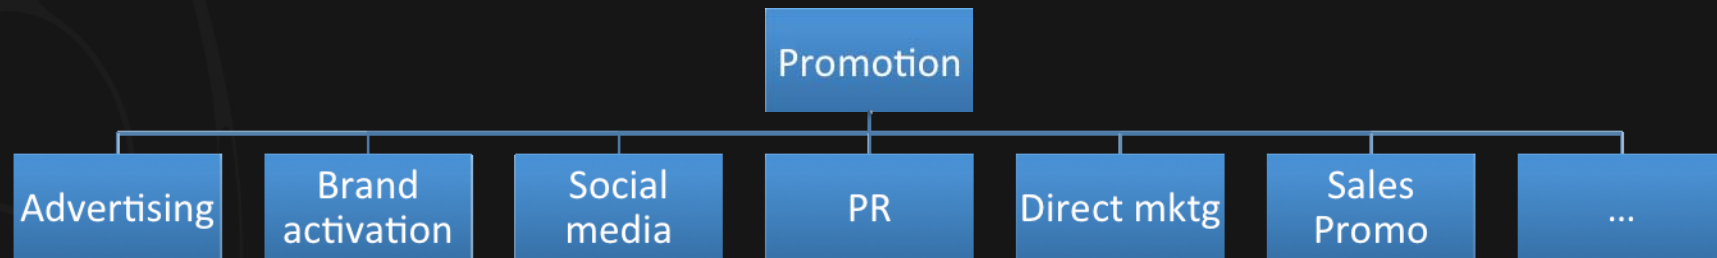 Promotion
Advertising
Brand
activation
Social
media
PR
Direct mktg
Sales
Promo
...